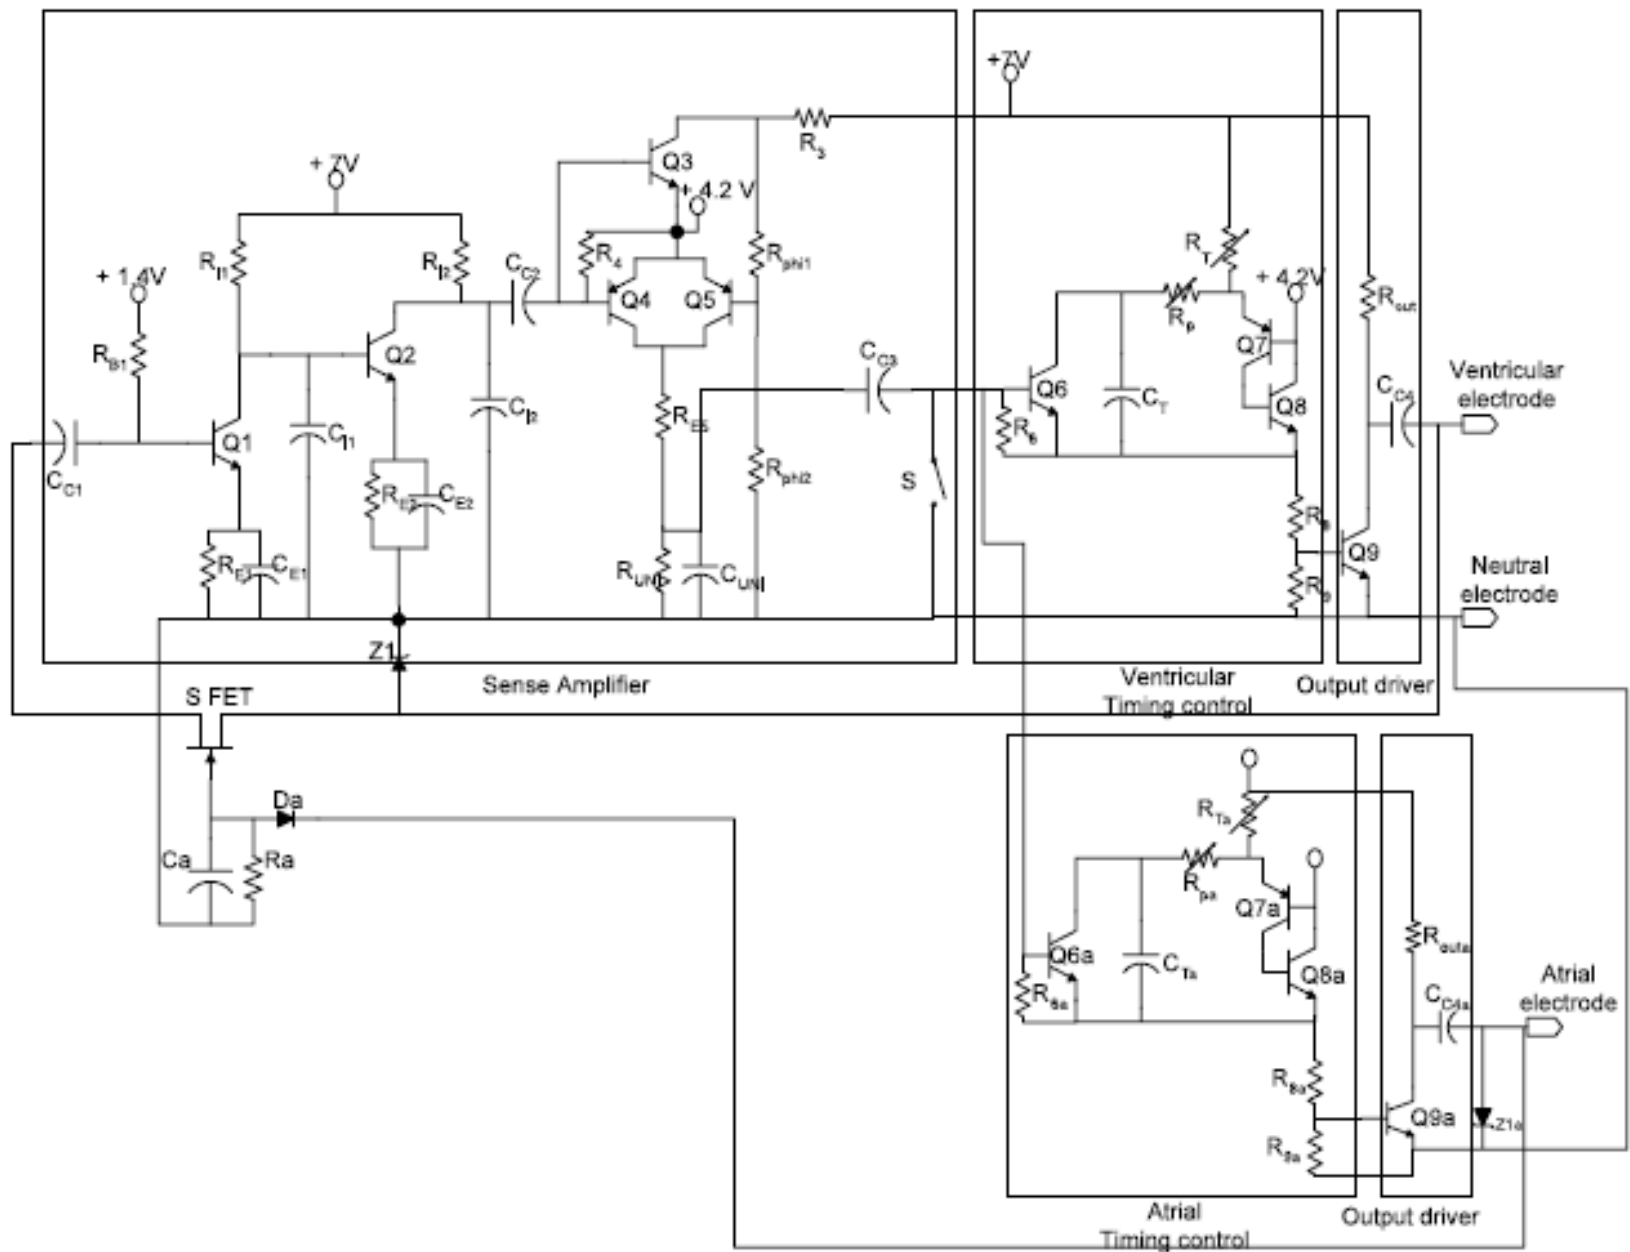 +7V
R3
Q3
+ 4.2 V
+ 7V
RI1
RI2
CC2
R4
Rphi1
Q4
Q5
+ 1.4V
RB1
Q2
Q1
CI1
CI2
CC1
RE2
CE2
RE1
CE1
RE5
Rphi2
RUNI
CUNI
CC3
S
Z1
Sense Amplifier
RT
Rp
+ 4.2V
Q7
Q6
CT
Q8
R6
R8
R9
Ventricular
Timing control
Rout
CC4
Q9
Output driver
Ventricular
electrode
Neutral
electrode
S FET
Da
Ca
Ra
RTa
Rpa
Q7a
Q6a
CTa
Q8a
R6a
R8a
R9a
Atrial
Timing control
Routa
CC4a
Q9a
Z1a
Output driver
Atrial
electrode